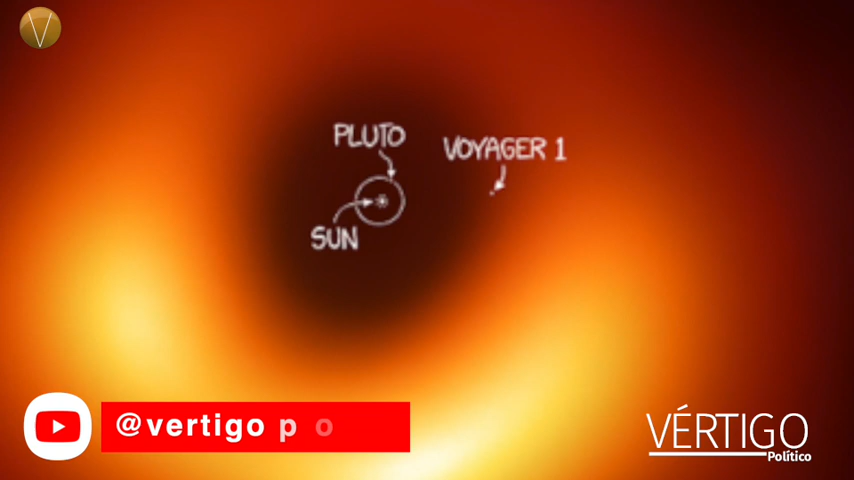 V
PLUTO
VOYAGER 1
SUN
@vertigo p o
VÉRTIGO
Político